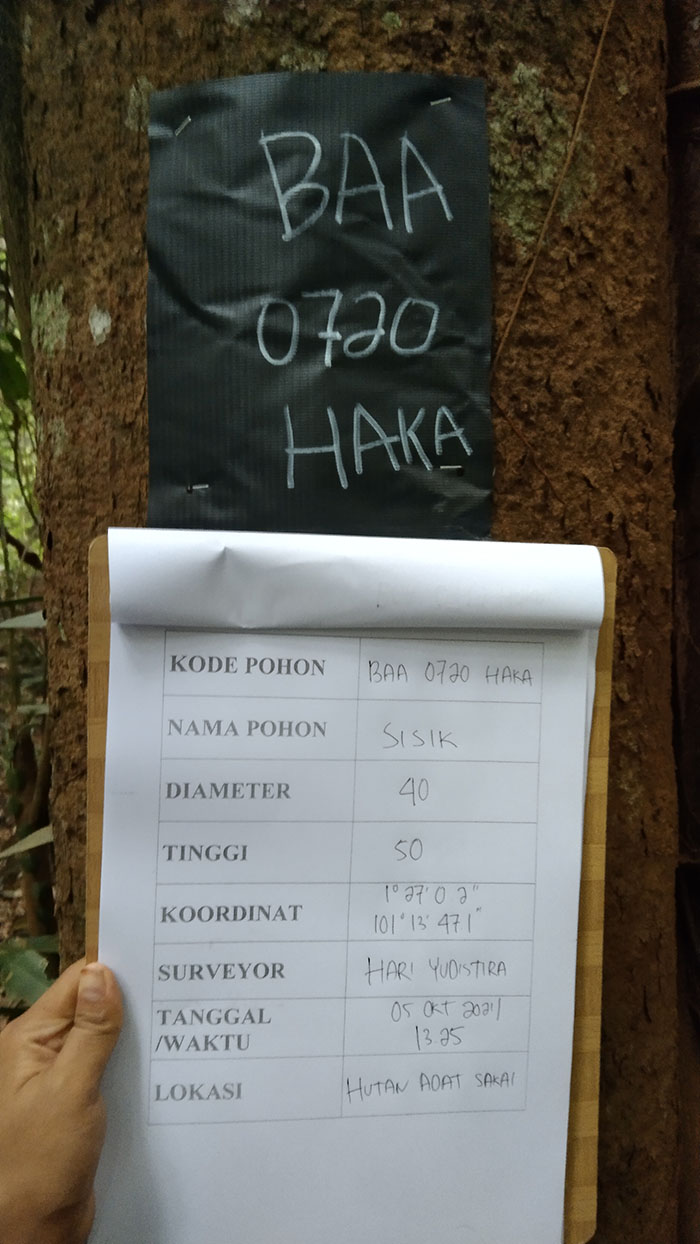 BAA
0720
HAKA
KODE POHON BAA 0720 HAKA
NAMA POHON SISIK
DIAMETER 40
TINGGI 50
KOORDINAT 1° 27' 0 2"
101° 13' 47 1"
SURVEYOR HARI YUDISTIRA
TANGGAL 05 OKT 2021/
/WAKTU 13.25
LOKASI HUTAN ADAT SAKAI